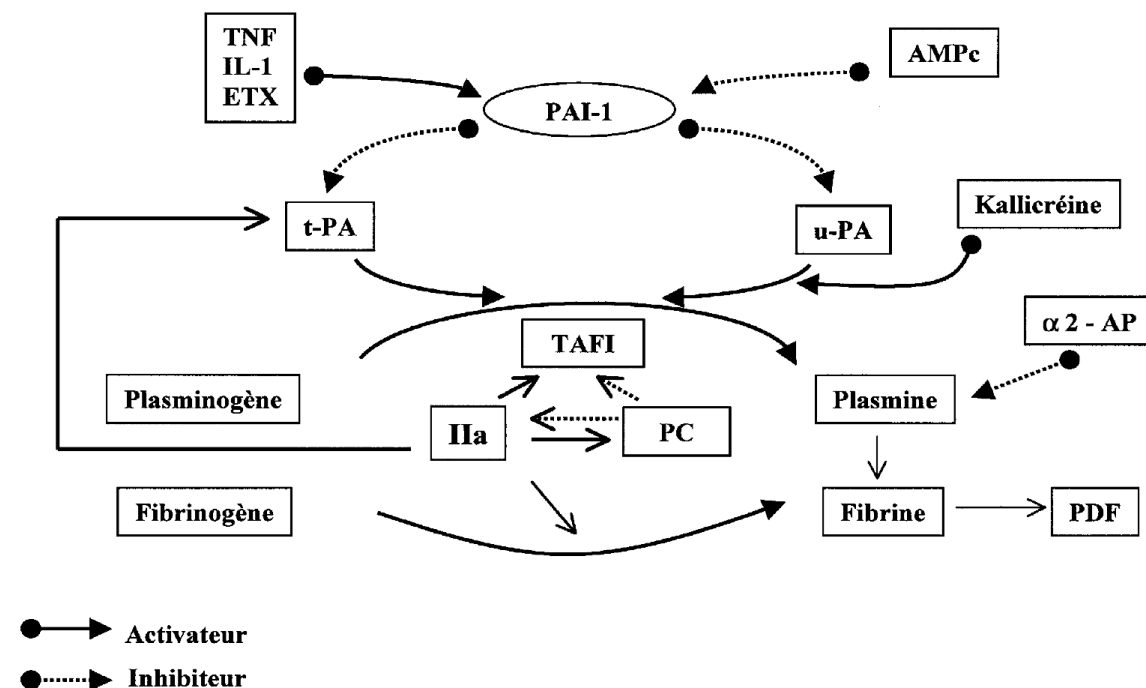 TNF
IL-1
ETX
AMPc
PAI-1
t-PA
u-PA
Kallicréine
TAFI
α 2 - AP
Plasminogène
IIa
PC
Plasmine
Fibrinogène
Fibrine
PDF
Activateur
Inhibiteur